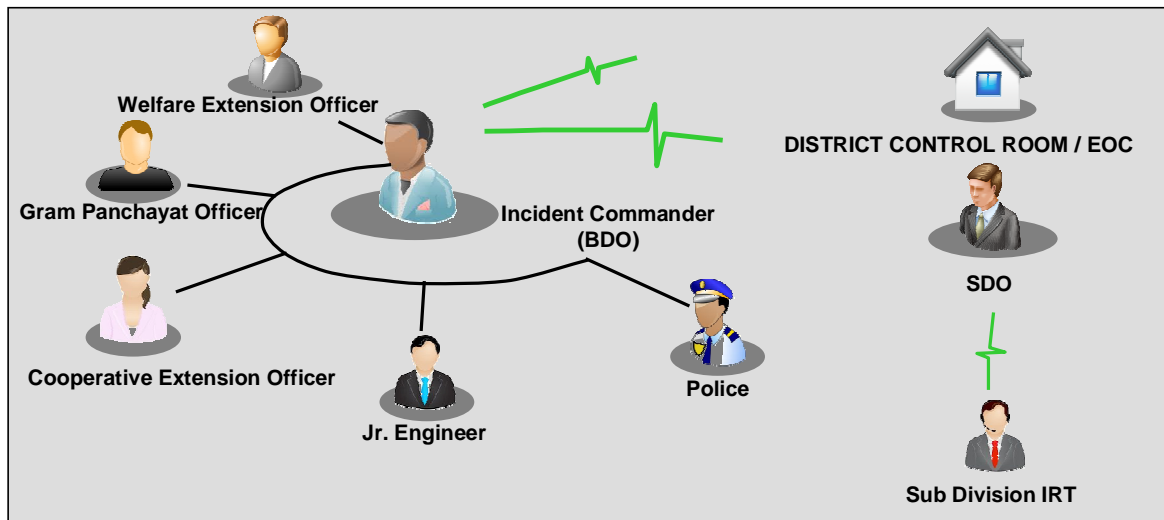 Welfare Extension Officer
Gram Panchayat Officer
Cooperative Extension Officer
Jr. Engineer
Police
Incident Commander
(BDO)
DISTRICT CONTROL ROOM / EOC
SDO
Sub Division IRT